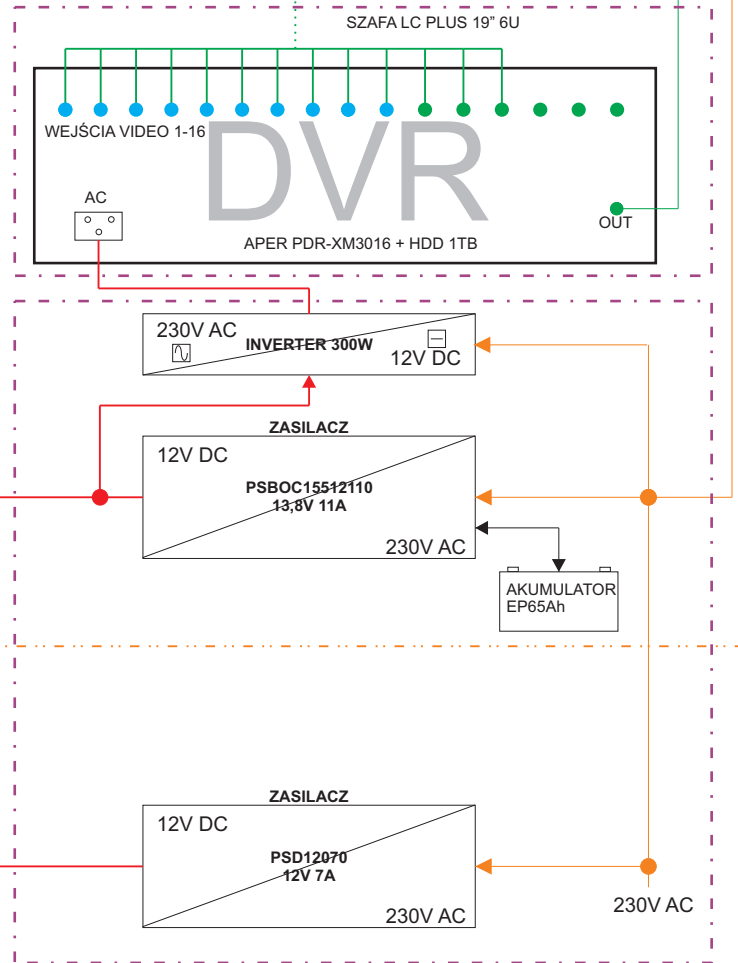 SZAFA LC PLUS 19” 6U
WEJŚCIA VIDEO 1-16
DVR
AC
OUT
APER PDR-XM3016 + HDD 1TB
230V AC
INVERTER 300W
12V DC
ZASILACZ
12V DC
PSBOC15512110
13,8V 11A
230V AC
AKUMULATOR
EP65Ah
ZASILACZ
12V DC
PSD12070
12V 7A
230V AC
230V AC